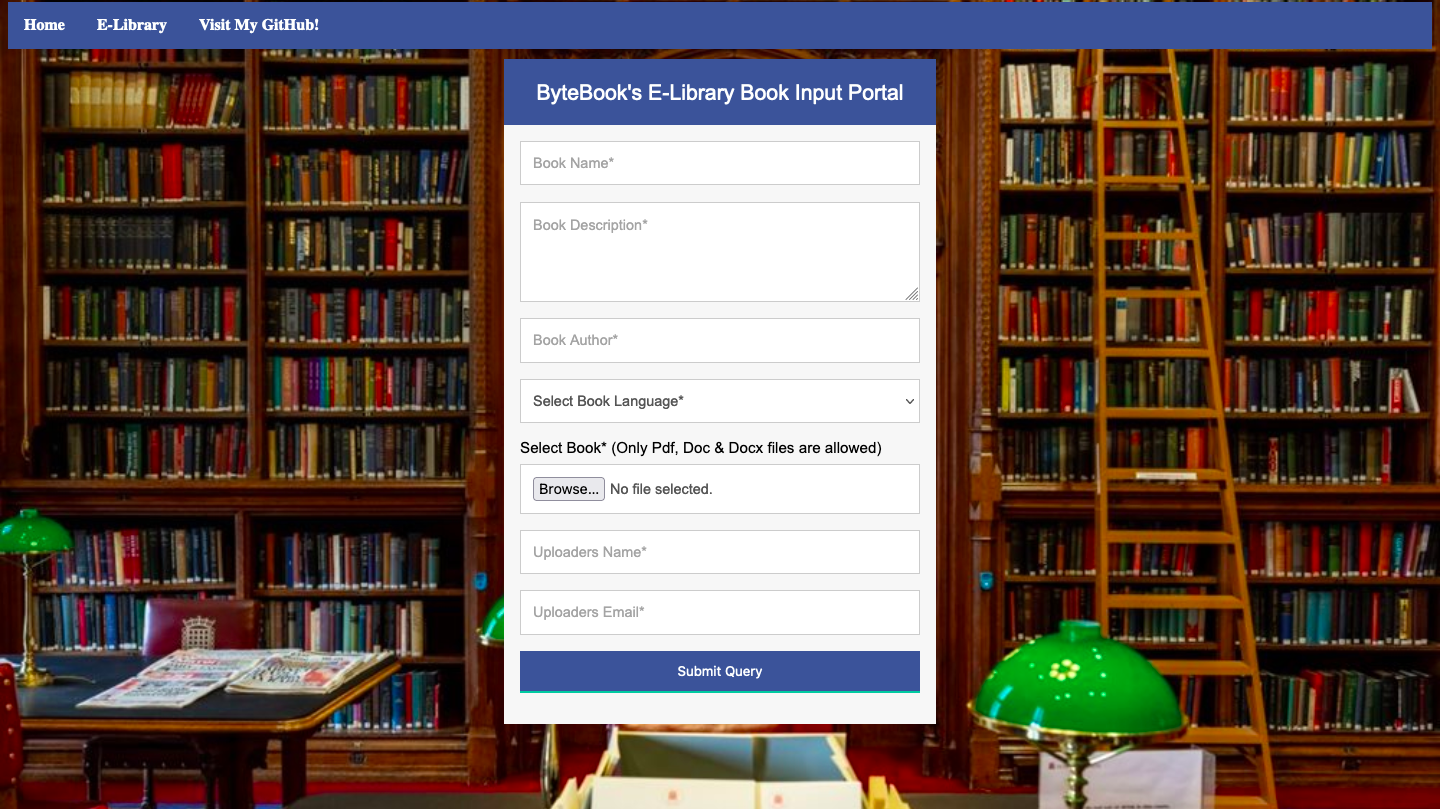 Home E-Library Visit My GitHub!
ByteBook's E-Library Book Input Portal
Book Name*
Book Description*
Book Author*
Select Book Language*
Select Book* (Only Pdf, Doc & Docx files are allowed)
Browse... No file selected.
Uploaders Name*
Uploaders Email*
Submit Query